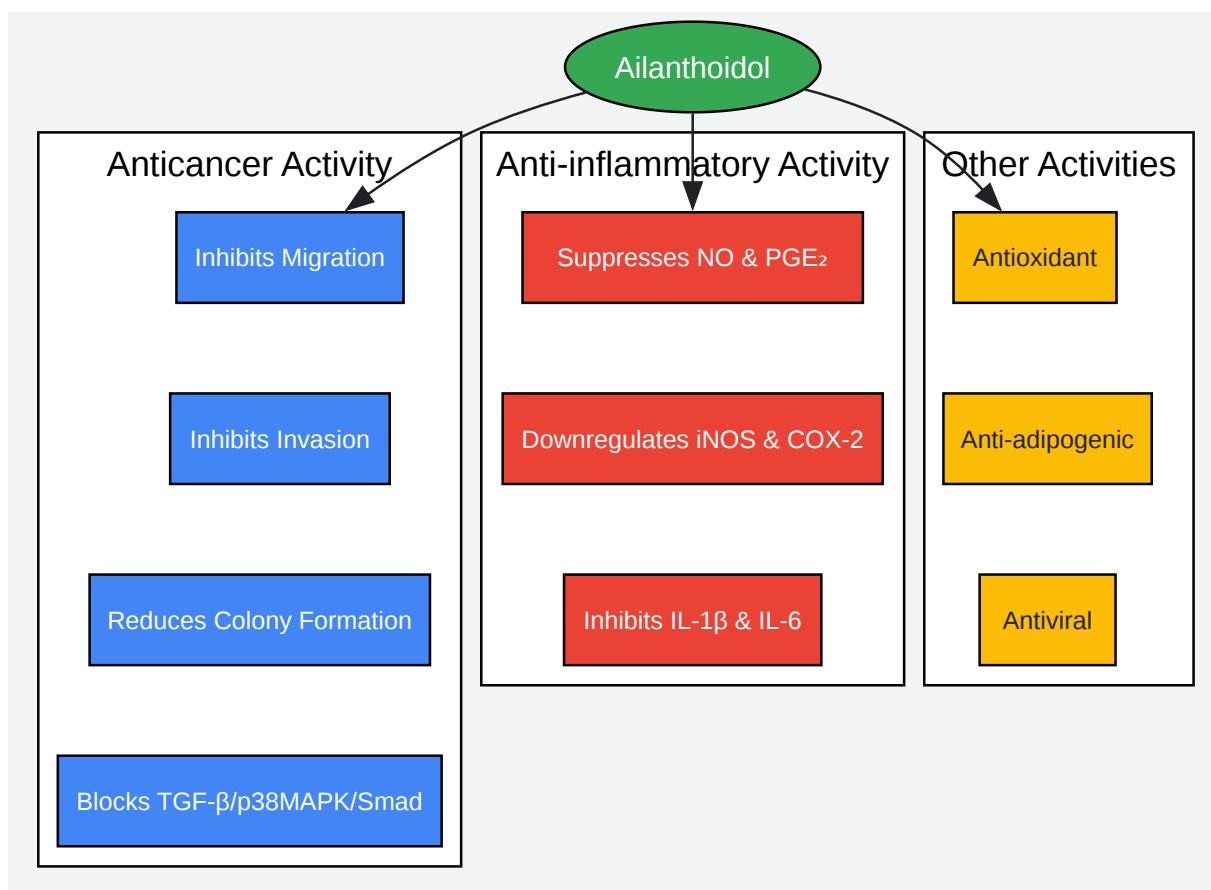 Ailanthoidol
Anticancer Activity
Inhibits Migration
Inhibits Invasion
Reduces Colony Formation
Blocks TGF-β/p38MAPK/Smad
Anti-inflammatory Activity
Suppresses NO & PGE₂
Downregulates iNOS & COX-2
Inhibits IL-1β & IL-6
Other Activities
Antioxidant
Anti-adipogenic
Antiviral